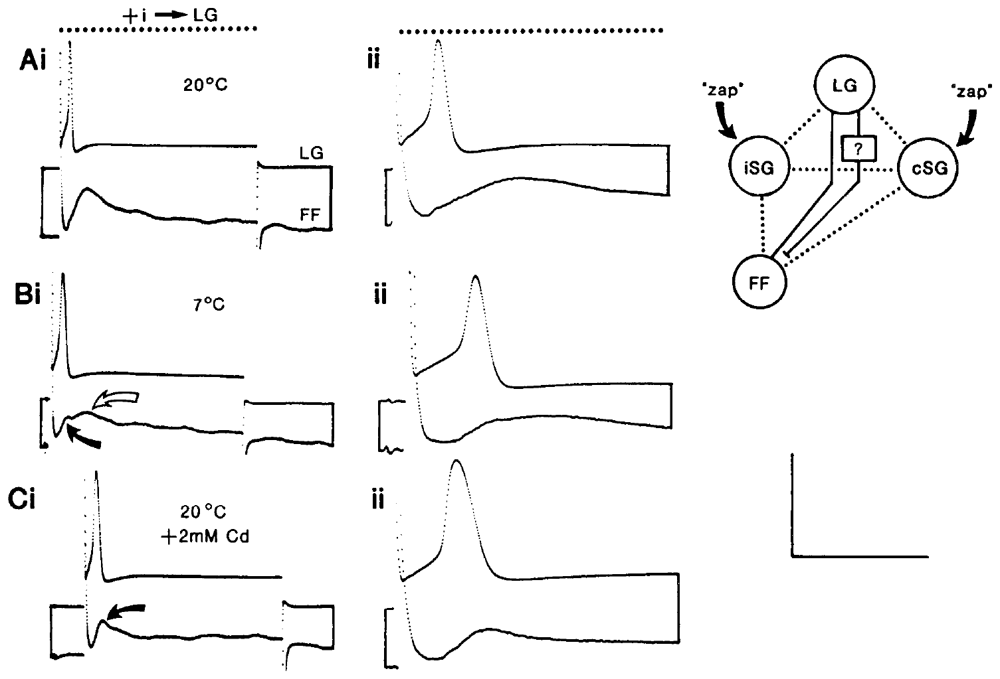 +i → LG
Ai
20°C
LG
FF
ii
"zap"
LG
"zap"
?
iSG
cSG
FF
Bi
7°C
ii
Ci
20°C
+2mM Cd
ii